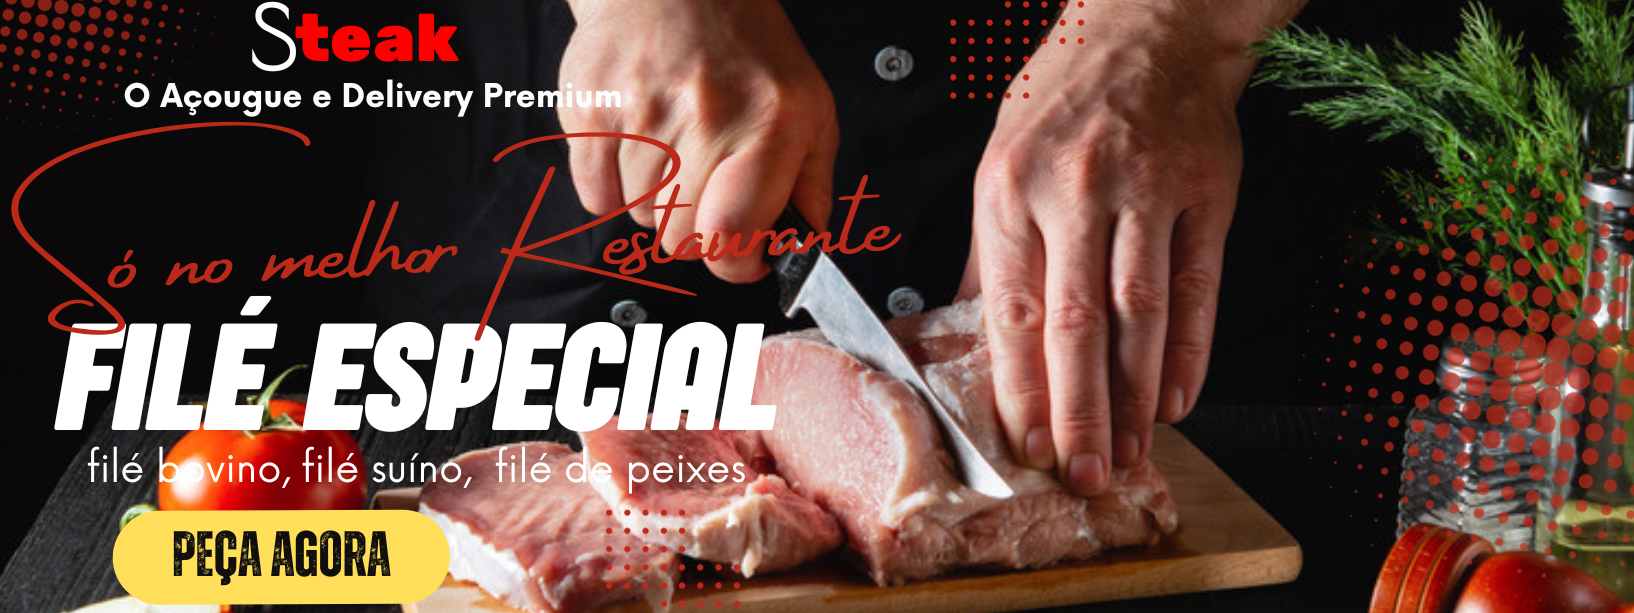 Steak
O Açougue e Delivery Premium
Só no melhor Restaurante
FILÉ ESPECIAL
filé bovino, filé suíno, filé de peixes
PEÇA AGORA